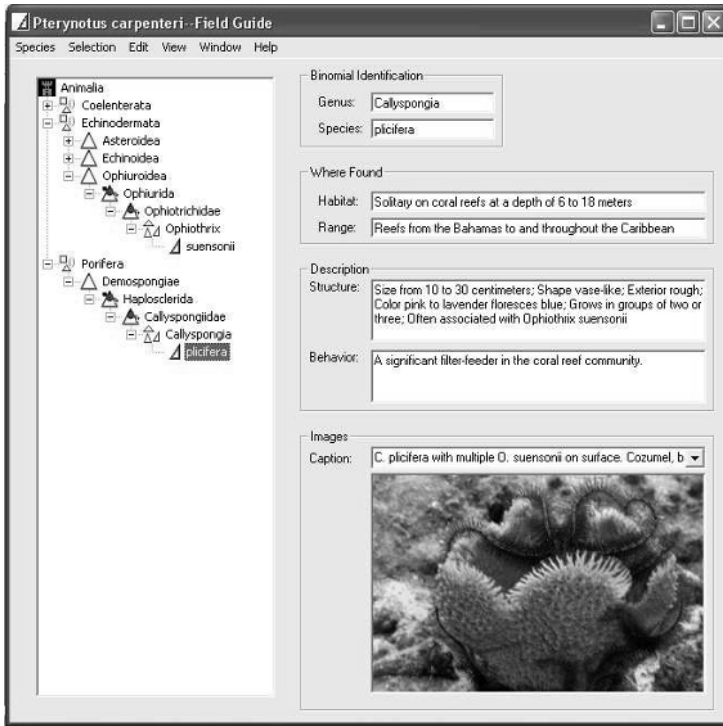 Pterynotus carpenteri--Field Guide
Species Selection Edit View Window Help
Animalia
Coelenterata
Echinodermata
Asteroidea
Echinoidea
Ophiuroidea
Ophiurida
Ophiotrichidae
Ophiothrix
suensonii
Porifera
Demospongiae
Haplosclerida
Callyspongiidae
Callyspongia
plicifera
Binomial Identification
Genus: Callyspongia
Species: plicifera
Where Found
Habitat: Solitary on coral reefs at a depth of 6 to 18 meters
Range: Reefs from the Bahamas to and throughout the Caribbean
Description
Structure: Size from 10 to 30 centimeters; Shape vase-like; Exterior rough;
Color pink to lavender floresces blue; Grows in groups of two or
three; Often associated with Ophiothrix suensonii
Behavior: A significant filter-feeder in the coral reef community.
Images
Caption: C. plicifera with multiple O. suensonii on surface. Cozumel, b